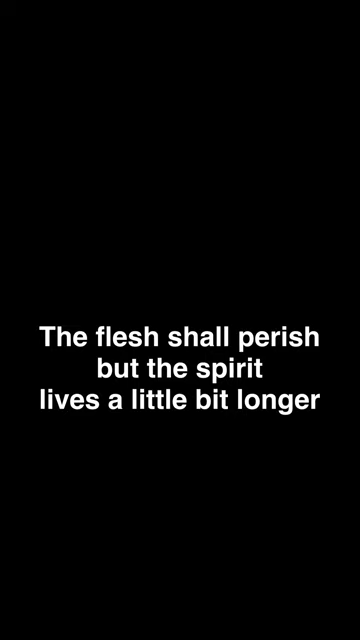 The flesh shall perish
but the spirit
lives a little bit longer